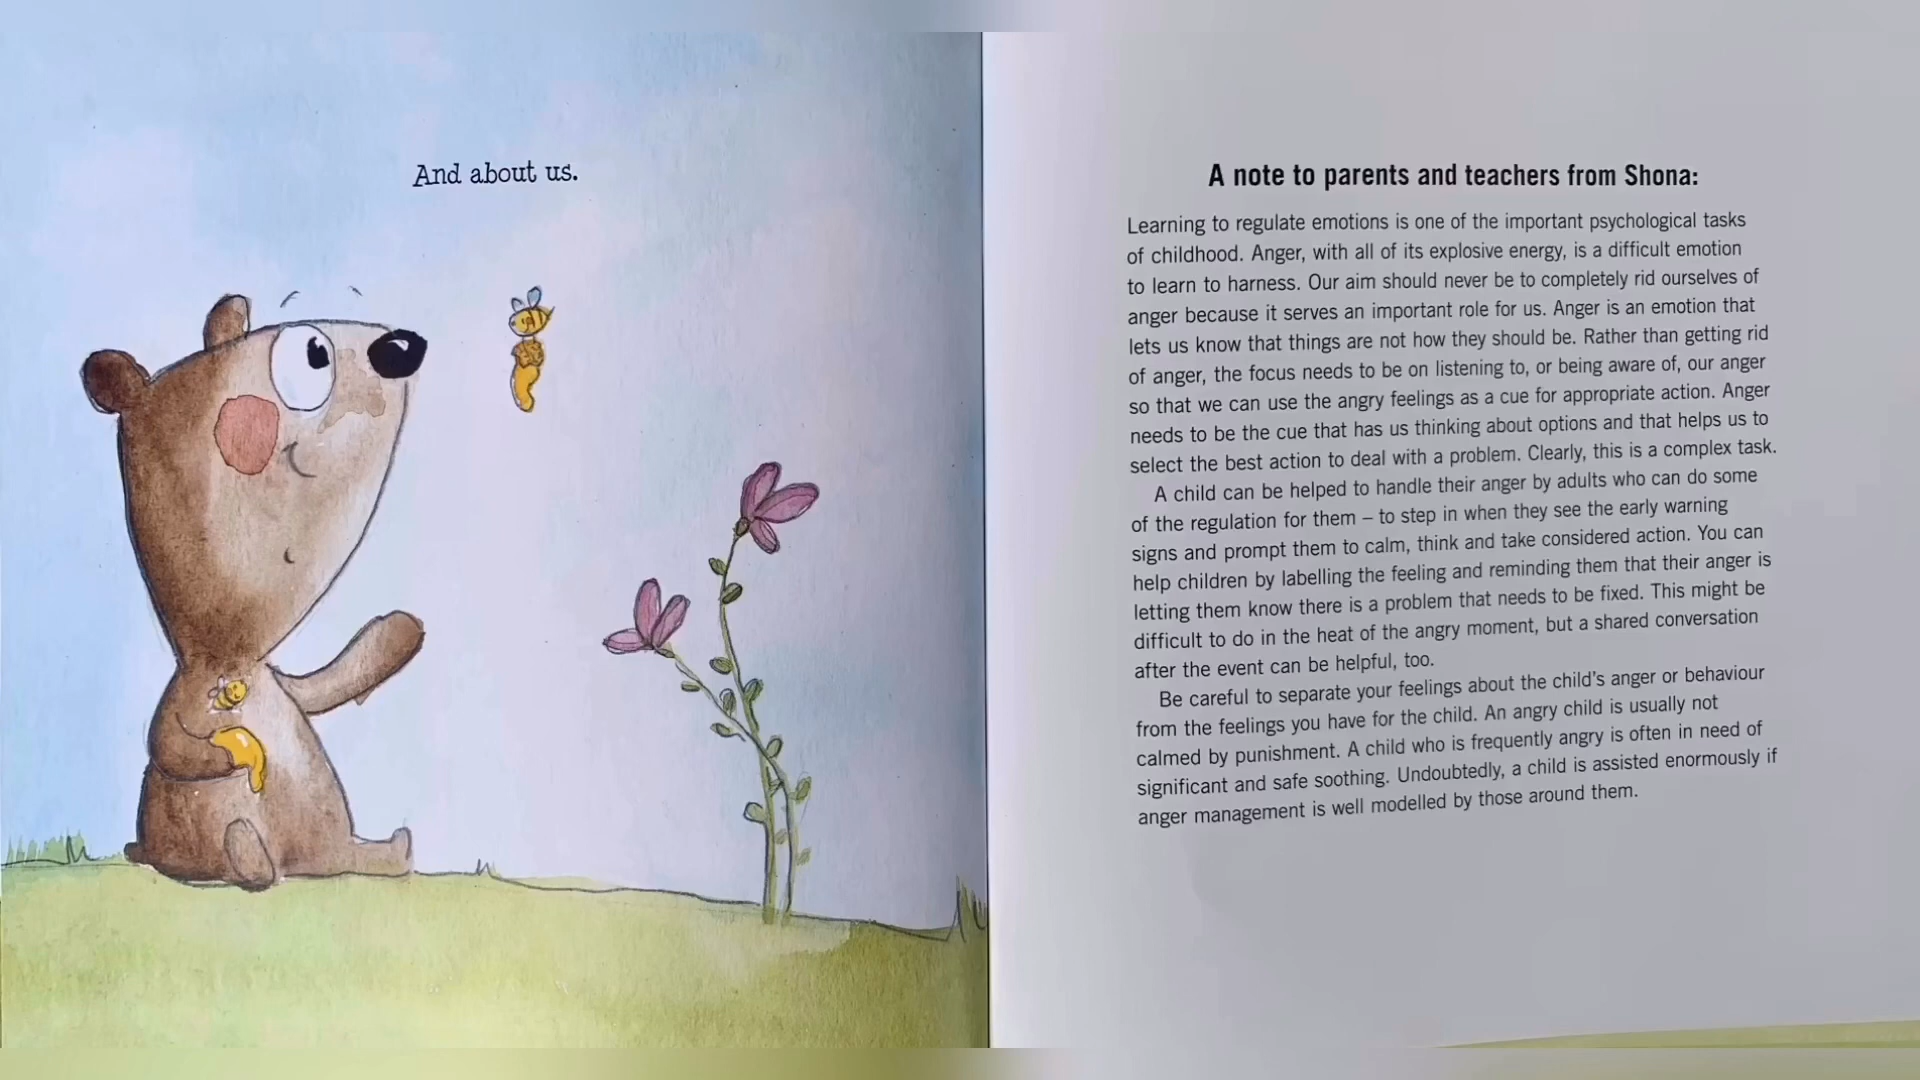 And about us.
A note to parents and teachers from Shona:
Learning to regulate emotions is one of the important psychological tasks
of childhood. Anger, with all of its explosive energy, is a difficult emotion
to learn to harness. Our aim should never be to completely rid ourselves of
anger because it serves an important role for us. Anger is an emotion that
lets us know that things are not how they should be. Rather than getting rid
of anger, the focus needs to be on listening to, or being aware of, our anger
so that we can use the angry feelings as a cue for appropriate action. Anger
needs to be the cue that has us thinking about options and that helps us to
select the best action to deal with a problem. Clearly, this is a complex task.
A child can be helped to handle their anger by adults who can do some
of the regulation for them – to step in when they see the early warning
signs and prompt them to calm, think and take considered action. You can
help children by labelling the feeling and reminding them that their anger is
letting them know there is a problem that needs to be fixed. This might be
difficult to do in the heat of the angry moment, but a shared conversation
after the event can be helpful, too.
Be careful to separate your feelings about the child's anger or behaviour
from the feelings you have for the child. An angry child is usually not
calmed by punishment. A child who is frequently angry is often in need of
significant and safe soothing. Undoubtedly, a child is assisted enormously if
anger management is well modelled by those around them.